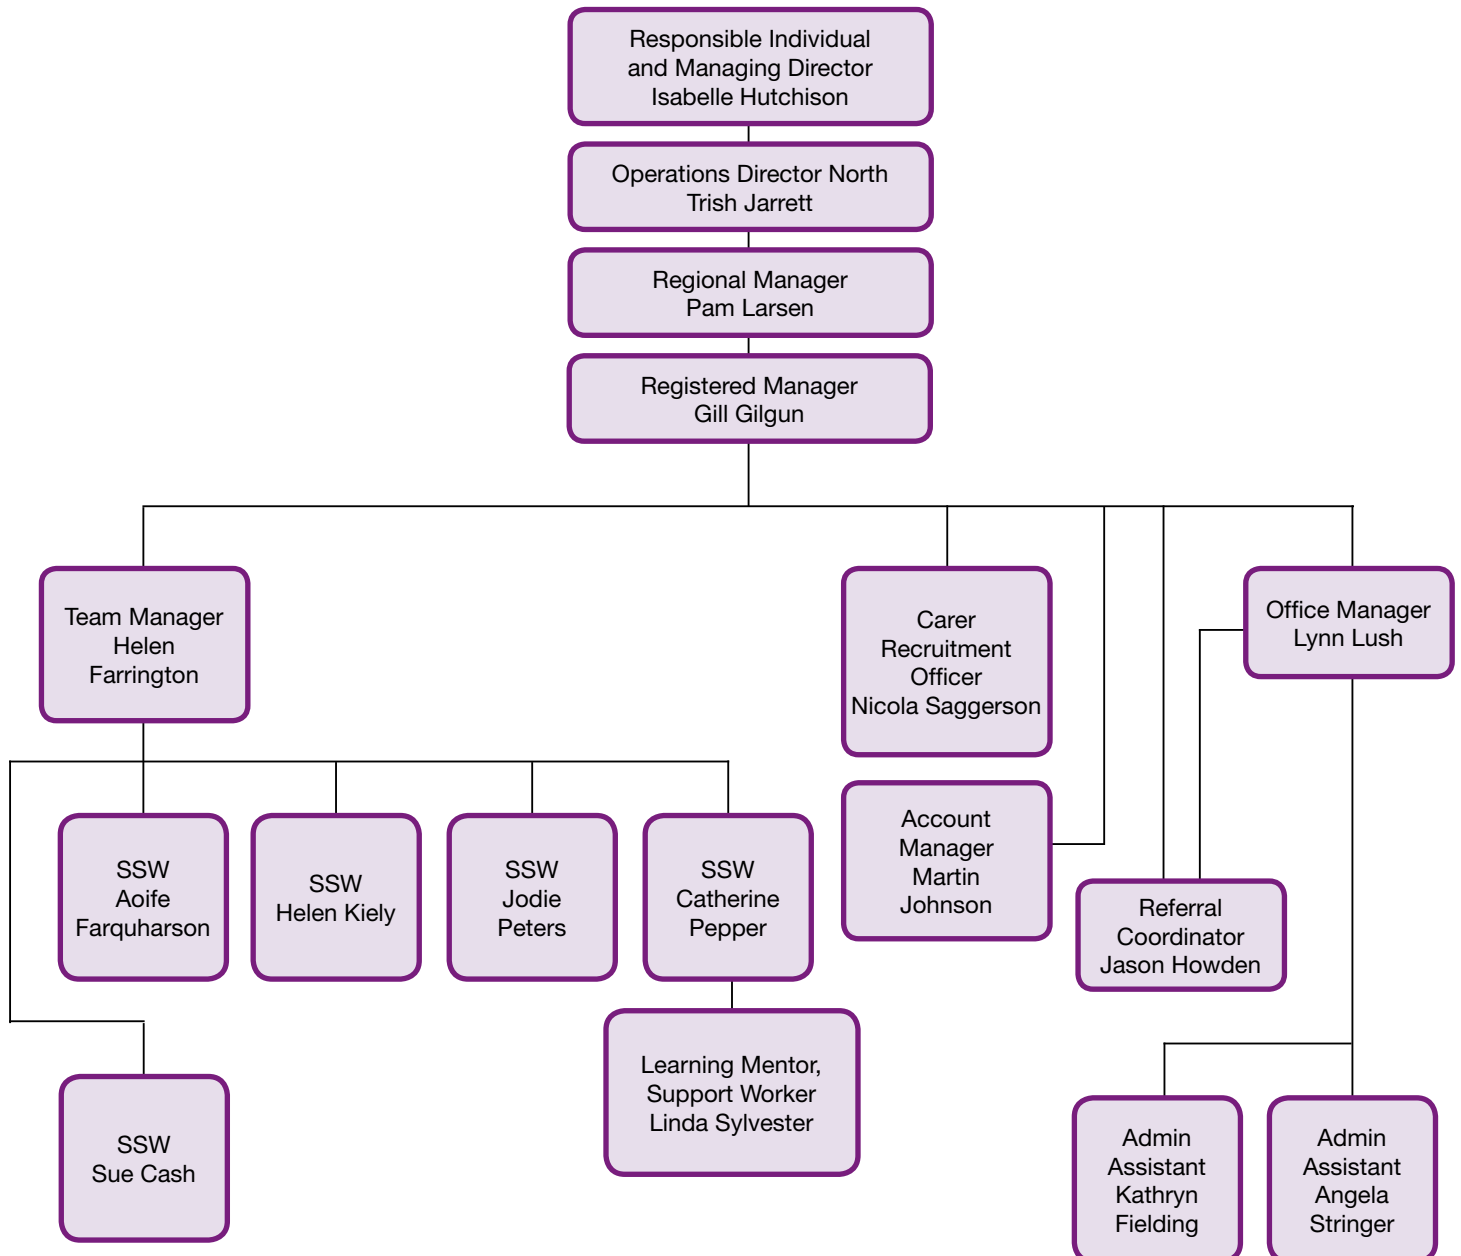 Responsible Individual
and Managing Director
Isabelle Hutchison
Operations Director North
Trish Jarrett
Regional Manager
Pam Larsen
Registered Manager
Gill Gilgun
Team Manager
Helen
Farrington
Carer
Recruitment
Officer
Nicola Saggerson
Office Manager
Lynn Lush
Account
Manager
Martin
Johnson
SSW
Aoife
Farquharson
SSW
Helen Kiely
SSW
Jodie
Peters
SSW
Catherine
Pepper
Referral
Coordinator
Jason Howden
Learning Mentor,
Support Worker
Linda Sylvester
SSW
Sue Cash
Admin
Assistant
Kathryn
Fielding
Admin
Assistant
Angela
Stringer